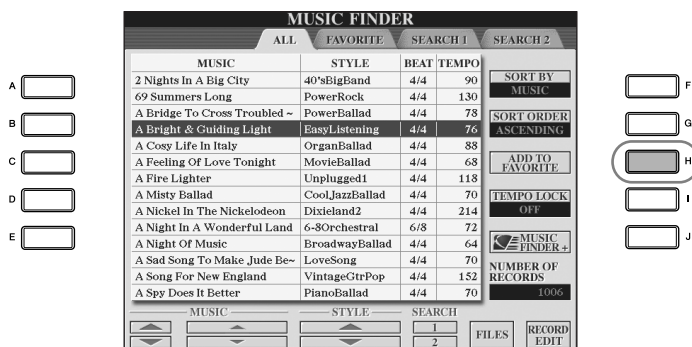 MUSIC FINDER
ALL FAVORITE SEARCH 1 SEARCH 2
MUSIC STYLE BEAT TEMPO
2 Nights In A Big City 40'sBigBand 4/4 90
69 Summers Long PowerRock 4/4 130
A Bridge To Cross Troubled ~ PowerBallad 4/4 78
A Bright & Guiding Light EasyListening 4/4 76
A Cosy Life In Italy OrganBallad 4/4 88
A Feeling Of Love Tonight MovieBallad 4/4 68
A Fire Lighter Unplugged1 4/4 118
A Misty Ballad CoolJazzBallad 4/4 70
A Nickel In The Nickelodeon Dixieland2 4/4 214
A Night In A Wonderful Land 6-8Orchestral 6/8 72
A Night Of Music BroadwayBallad 4/4 64
A Sad Song To Make Jude Be~ LoveSong 4/4 70
A Song For New England VintageGtrPop 4/4 152
A Spy Does It Better PianoBallad 4/4 70
SORT BY
MUSIC
SORT ORDER
ASCENDING
ADD TO
FAVORITE
TEMPO LOCK
OFF
MUSIC
FINDER +
NUMBER OF
RECORDS
1006
MUSIC STYLE SEARCH
1
2
FILES
RECORD
EDIT
A
B
C
D
E
F
G
H
I
J